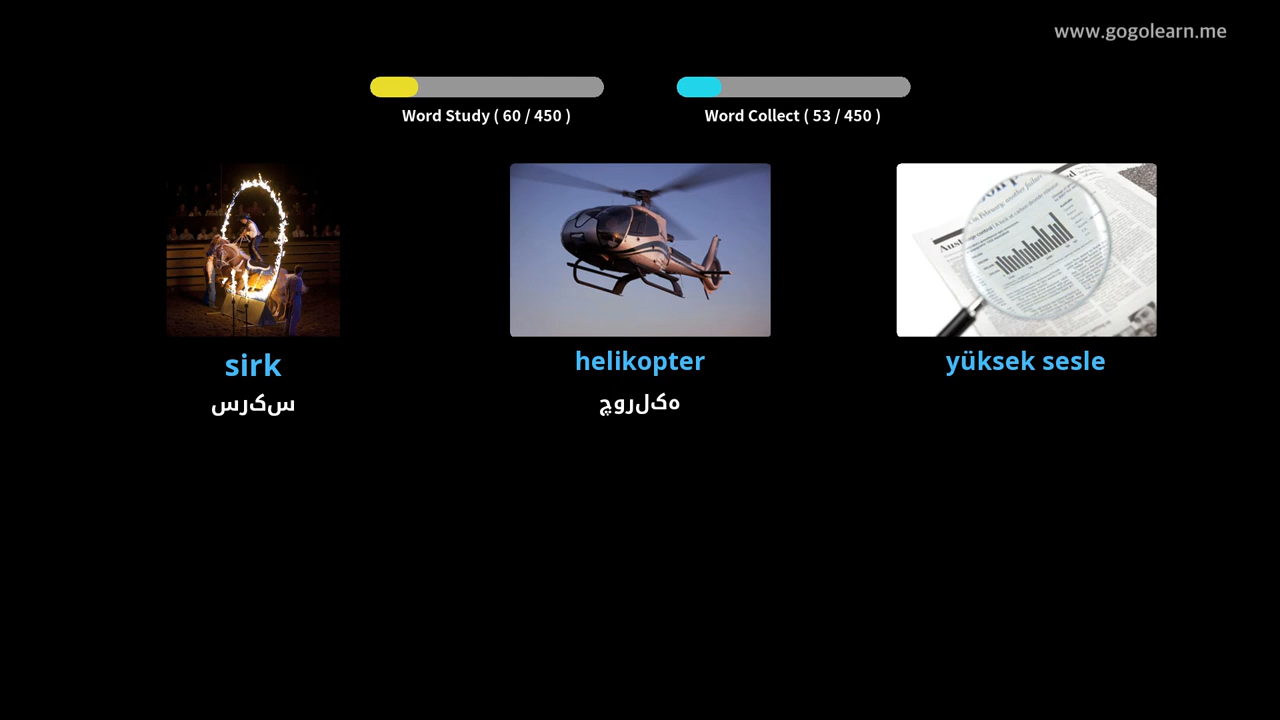 www.gogolearn.me
Word Study ( 60 / 450 )
Word Collect ( 53 / 450 )
sirk
helikopter
yüksek sesle
سکرس
هکلروچ